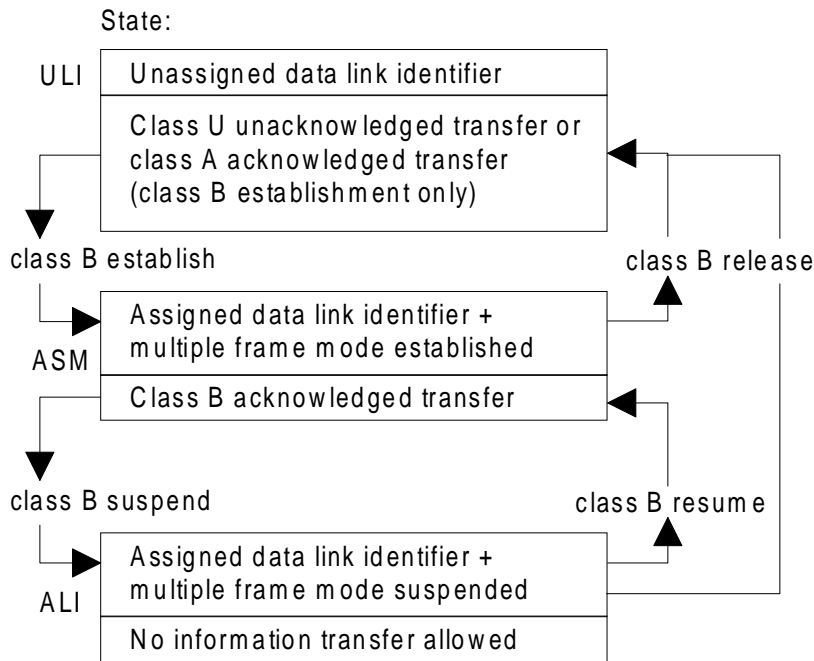 State:
ULI
Unassigned data link identifier
Class U unacknowledged transfer or
class A acknowledged transfer
(class B establishment only)
class B establish
class B release
ASM
Assigned data link identifier +
multiple frame mode established
Class B acknowledged transfer
class B suspend
class B resume
ALI
Assigned data link identifier +
multiple frame mode suspended
No information transfer allowed